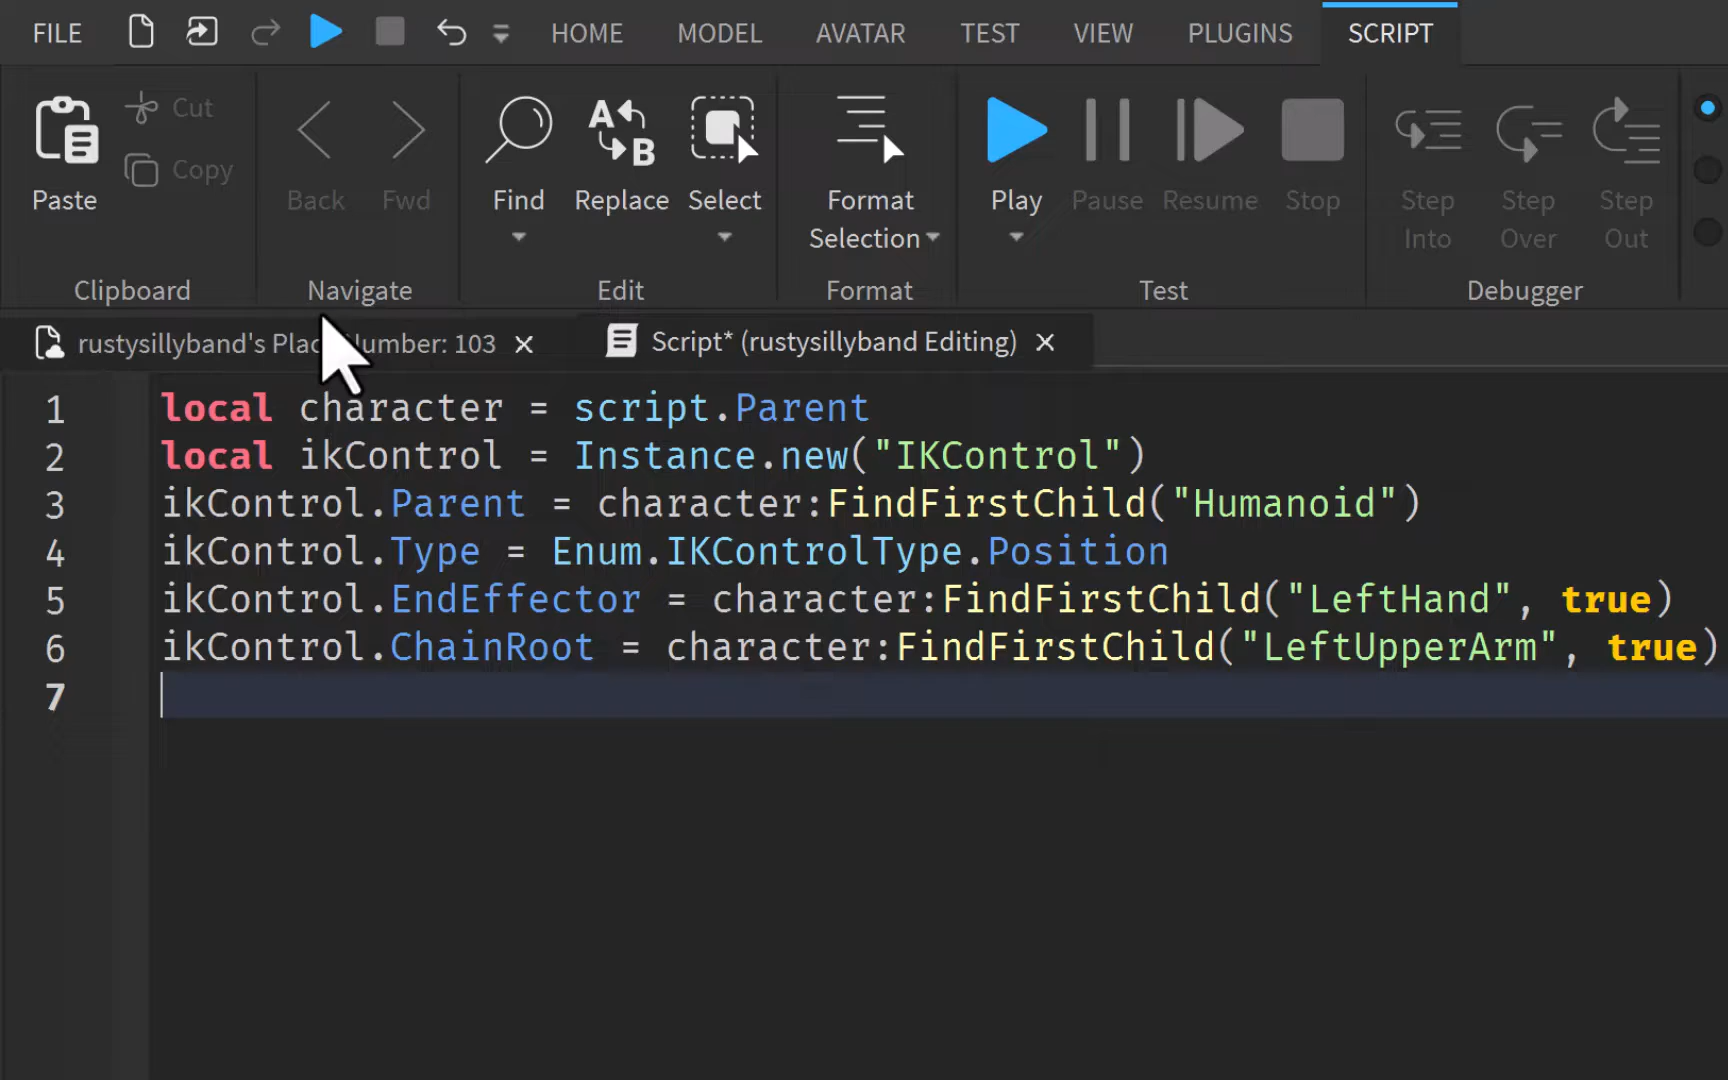 FILE HOME MODEL AVATAR TEST VIEW PLUGINS SCRIPT
Paste Cut Copy
Back Fwd
Find Replace Select
Format Selection
Play Pause Resume Stop
Step Into Step Over Step Out
Clipboard Navigate Edit Format Test Debugger
rustysillyband's umber: 103 Script* (rustysillyband Editing)
1 local character = script.Parent
2 local ikControl = Instance.new("IKControl")
3 ikControl.Parent = character:FindFirstChild("Humanoid")
4 ikControl.Type = Enum.IKControlType.Position
5 ikControl.EndEffector = character:FindFirstChild("LeftHand", true)
6 ikControl.ChainRoot = character:FindFirstChild("LeftUpperArm", true)
7